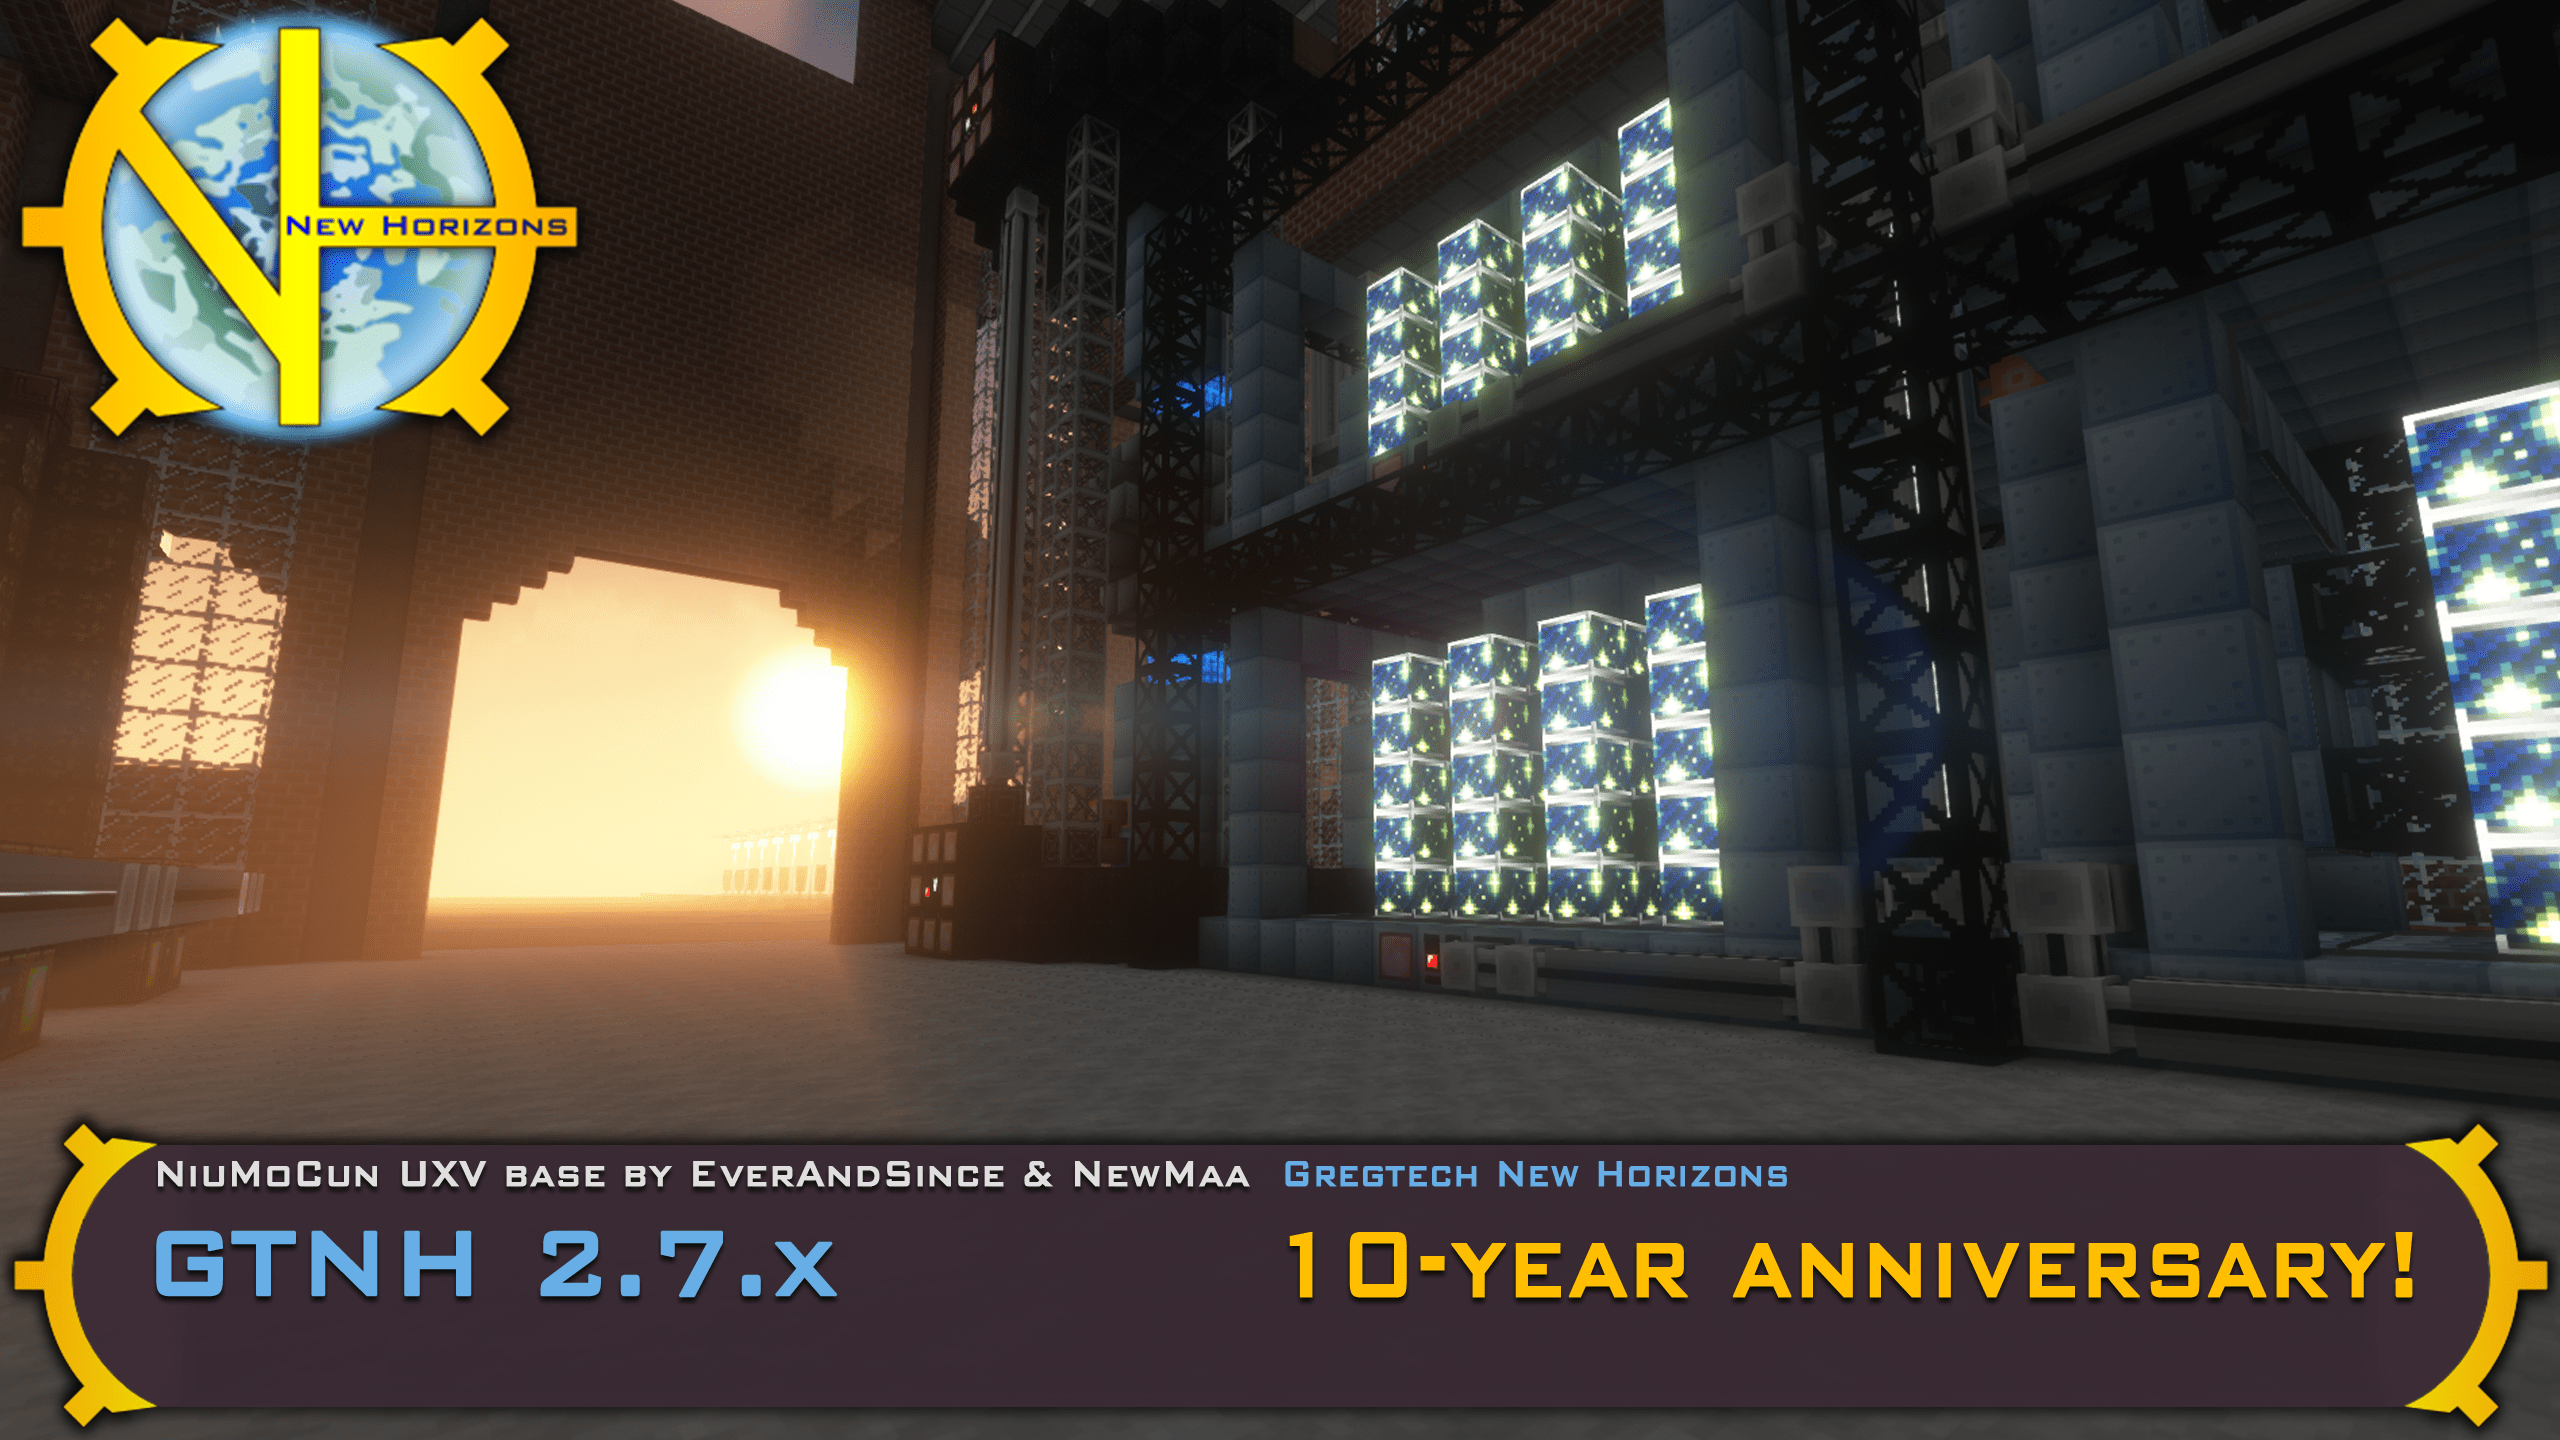 New Horizons
NiuMoCun UXV base by EverAndSince & NewMaa
Gregtech New Horizons
GTNH 2.7.x
10-year anniversary!